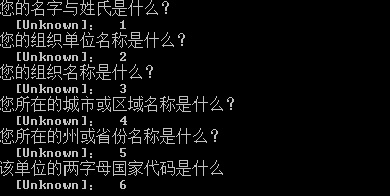 您的名字与姓氏是什么?
[Unknown]: 1
您的组织单位名称是什么?
[Unknown]: 2
您的组织名称是什么?
[Unknown]: 3
您所在的城市或区域名称是什么?
[Unknown]: 4
您所在的州或省份名称是什么?
[Unknown]: 5
该单位的两字母国家代码是什么
[Unknown]: 6